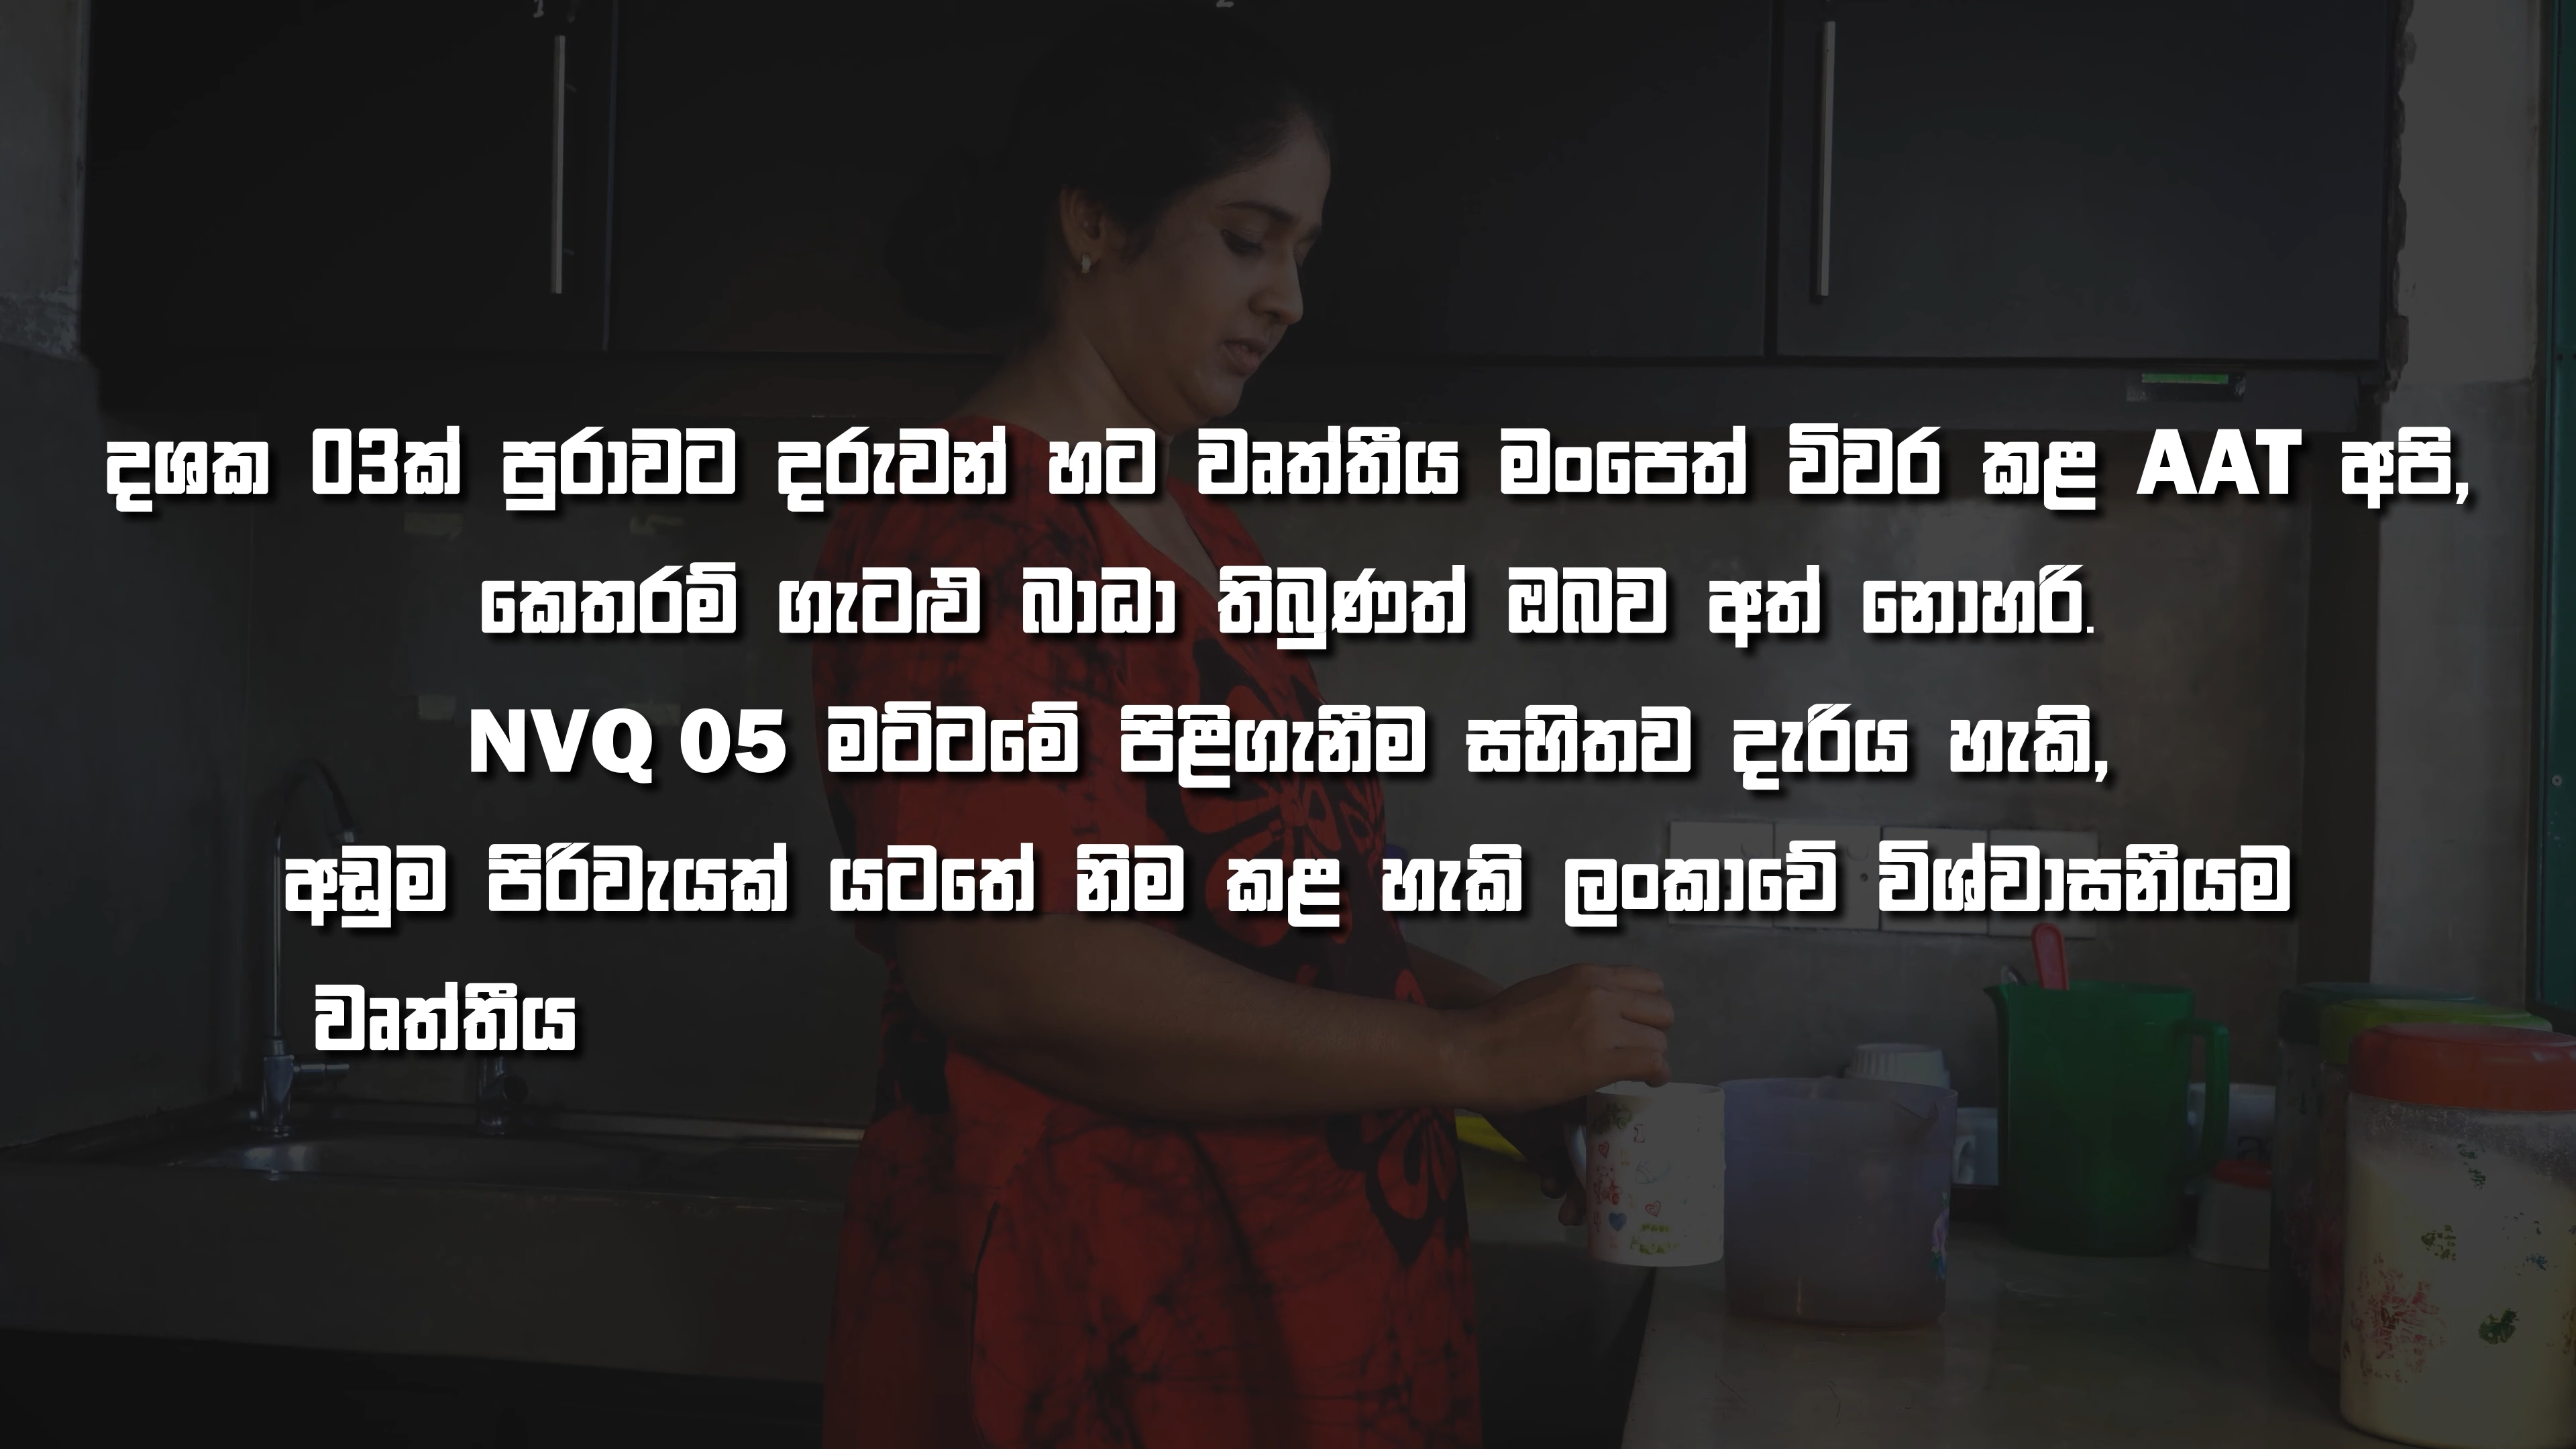 දශක 03ක් පුරාවට දරුවන් හට වෘත්තීය මංපෙත් විවර කළ AAT අපි,
කෙතරම් ගැටළු බාධා තිබුණත් ඔබව අත් නොහරී.
NVQ 05 මට්ටමේ පිළිගැනීම සහිතව දැරිය හැකි,
අඩුම පිරිවැයක් යටතේ නිම කළ හැකි ලංකාවේ විශ්වාසනීයම
වෘත්තීය